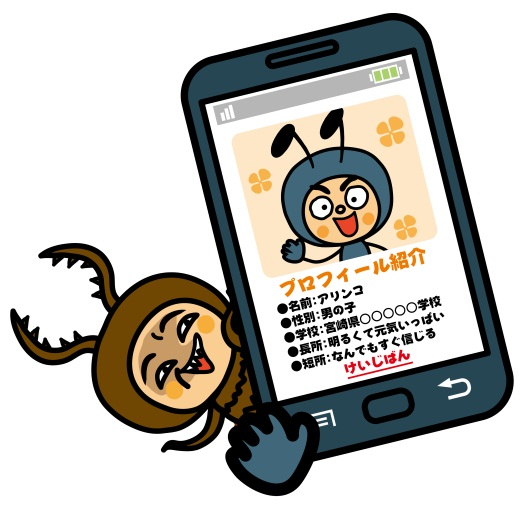 プロフィール紹介
●名前:アリンコ
●性別:男の子
●学校:宮崎県○○○○○学校
●長所:明るくて元気いっぱい
●短所:なんでもすぐ信じる
けいじばん